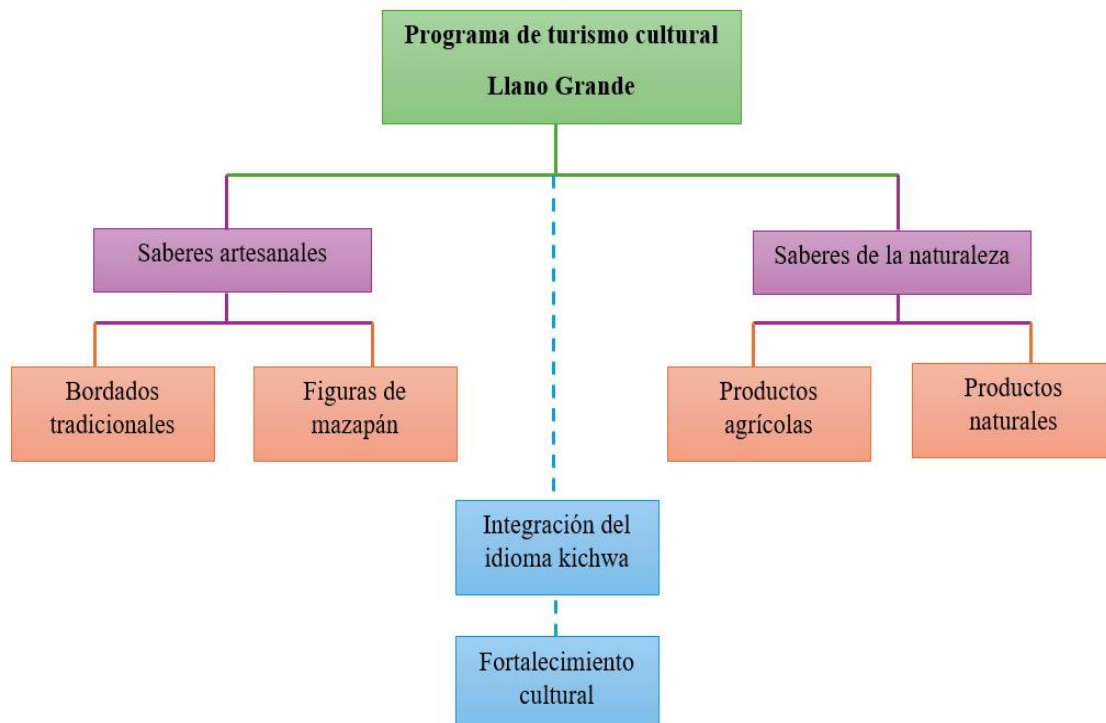 Programa de turismo cultural
Llano Grande
Saberes artesanales
Saberes de la naturaleza
Bordados
tradicionales
Figuras de
mazapán
Productos
agrícolas
Productos
naturales
Integración del
idioma kichwa
Fortalecimiento
cultural